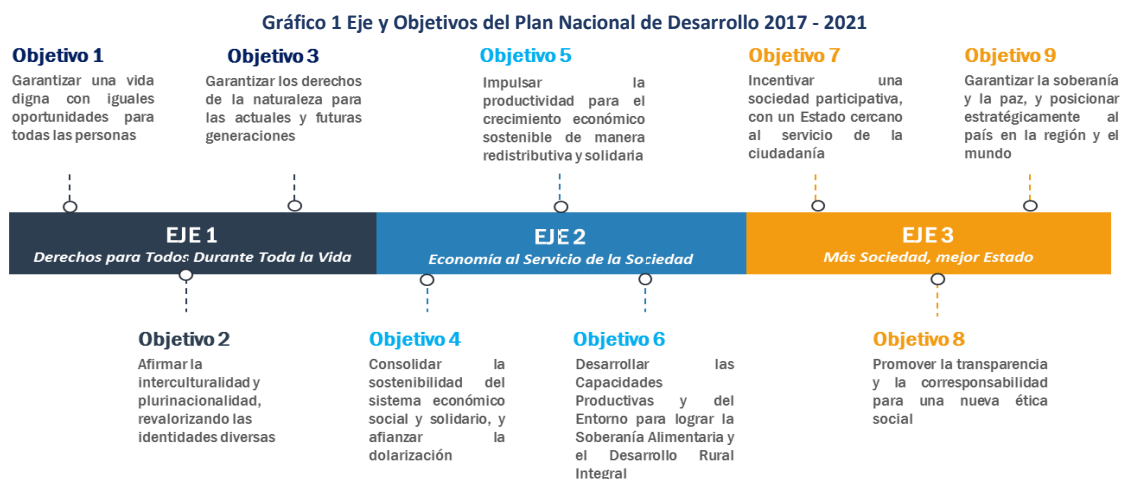 Gráfico 1 Eje y Objetivos del Plan Nacional de Desarrollo 2017 - 2021
Objetivo 1
Garantizar una vida
digna con iguales
oportunidades para
todas las personas
Objetivo 3
Garantizar los derechos
de la naturaleza para
las actuales y futuras
generaciones
Objetivo 5
Impulsar la
productividad para el
crecimiento económico
sostenible de manera
redistributiva y solidaria
Objetivo 7
Incentivar una
sociedad participativa,
con un Estado cercano
al servicio de la
ciudadanía
Objetivo 9
Garantizar la soberanía
y la paz, y posicionar
estratégicamente al
país en la región y el
mundo
EJE 1
Derechos para Todos Durante Toda la Vida
EJE 2
Economía al Servicio de la Sociedad
EJE 3
Más Sociedad, mejor Estado
Objetivo 2
Afirmar la
interculturalidad y
plurinacionalidad,
revalorizando las
identidades diversas
Objetivo 4
Consolidar la
sostenibilidad del
sistema económico
social y solidario, y
afianzar la
dolarización
Objetivo 6
Desarrollar las
Capacidades
Productivas y del
Entorno para lograr la
Soberanía Alimentaria y
el Desarrollo Rural
Integral
Objetivo 8
Promover la transparencia
y la corresponsabilidad
para una nueva ética
social